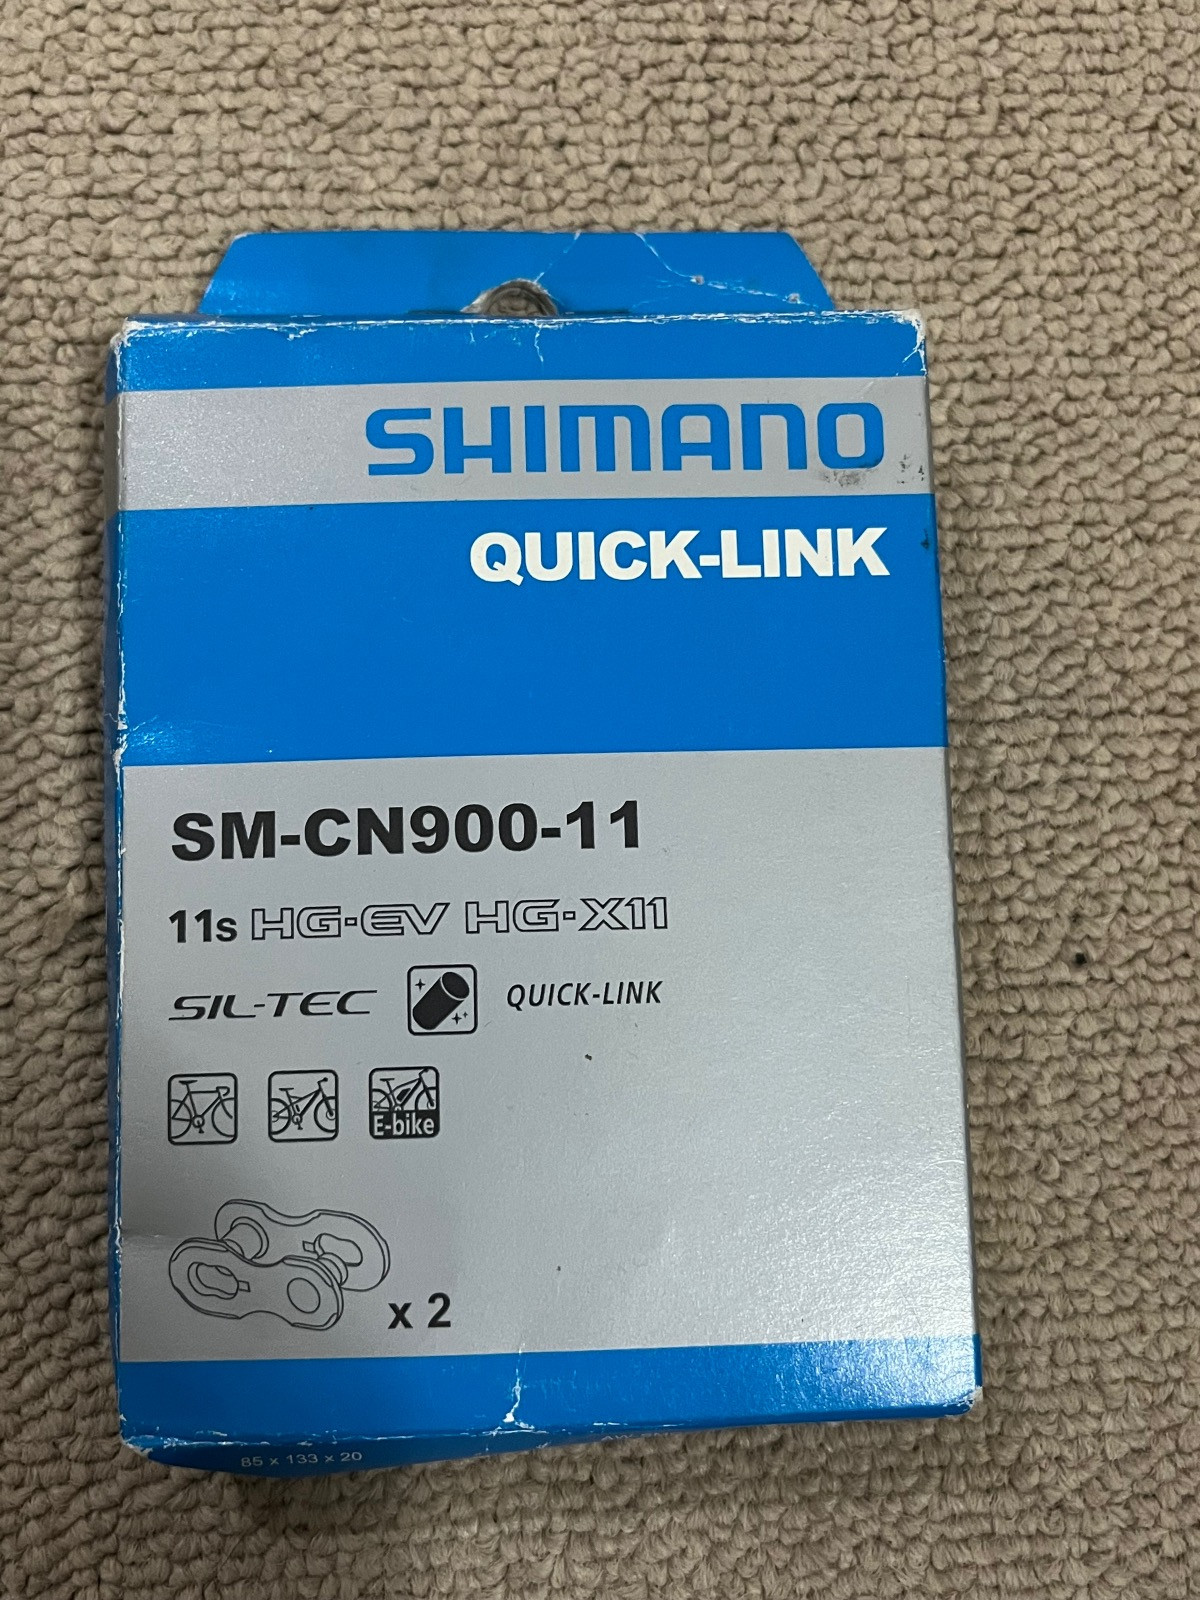 SHIMANO
QUICK-LINK
SM-CN900-11
11s HG-EV HG-X11
SIL-TEC QUICK-LINK
E-bike
x 2
85 x 133 x 20